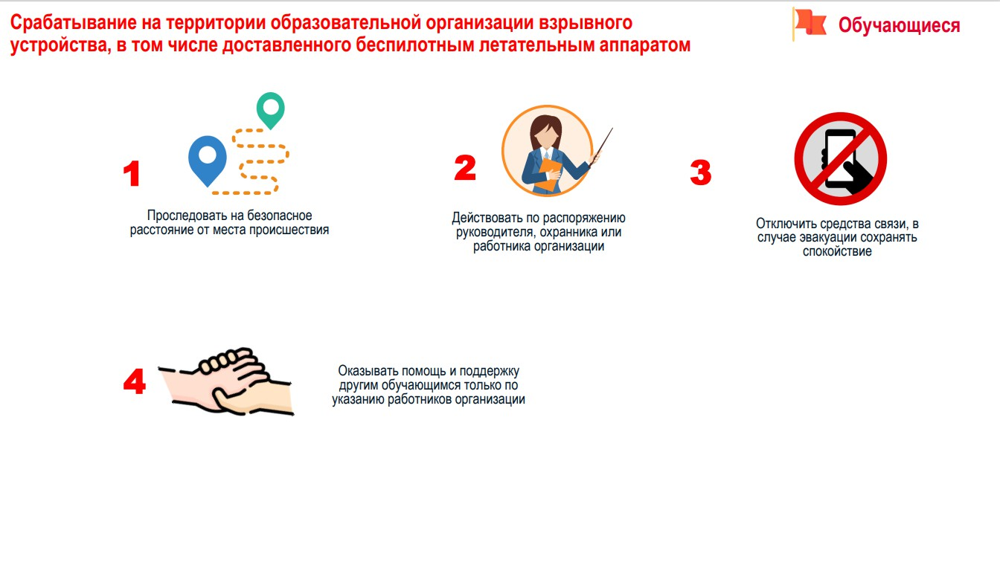 Срабатывание на территории образовательной организации взрывного
устройства, в том числе доставленного беспилотным летательным аппаратом
Обучающиеся
1
Проследовать на безопасное
расстояние от места происшествия
2
Действовать по распоряжению
руководителя, охранника или
работника организации
3
Отключить средства связи, в
случае эвакуации сохранять
спокойствие
4
Оказывать помощь и поддержку
другим обучающимся только по
указанию работников организации